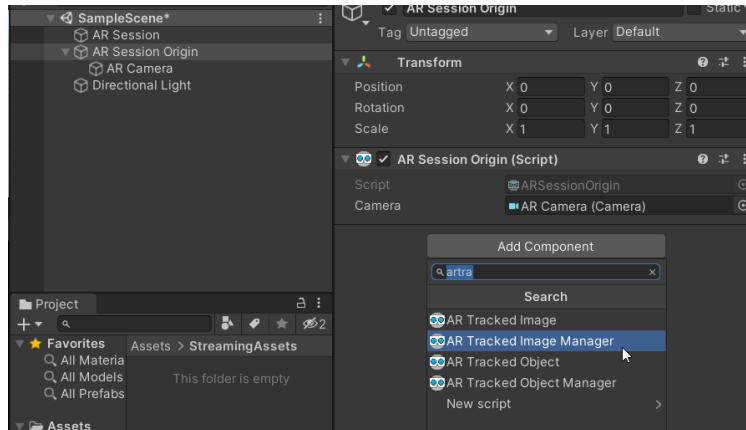 SampleScene*
AR Session
AR Session Origin
AR Camera
Directional Light
AR Session Origin
Static
Tag Untagged
Layer Default
Transform
Position X 0 Y 0 Z 0
Rotation X 0 Y 0 Z 0
Scale X 1 Y 1 Z 1
AR Session Origin (Script)
Script ARSessionOrigin
Camera AR Camera (Camera)
Add Component
artra
Search
AR Tracked Image
AR Tracked Image Manager
AR Tracked Object
AR Tracked Object Manager
New script
Project
2
Favorites
All Materia
All Models
All Prefabs
Assets
Assets > StreamingAssets
This folder is empty